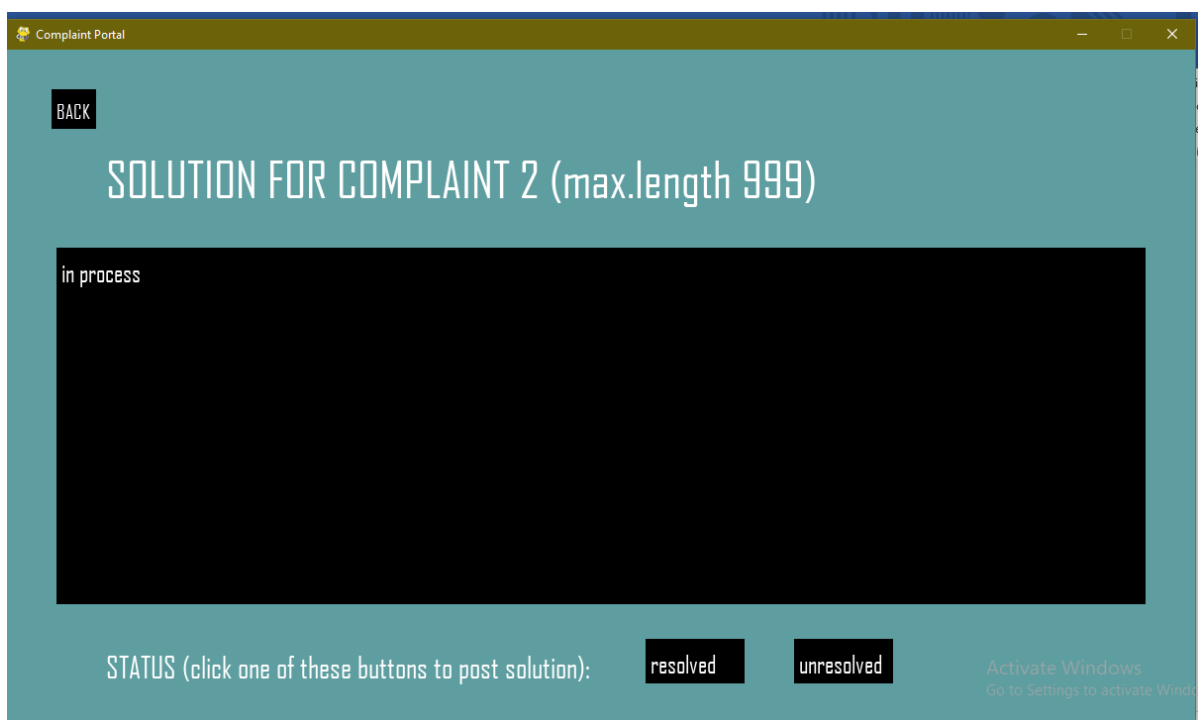 Complaint Portal
BACK
SOLUTION FOR COMPLAINT 2 (max.length 999)
in process
STATUS (click one of these buttons to post solution):
resolved
unresolved
Activate Windows
Go to Settings to activate Wind